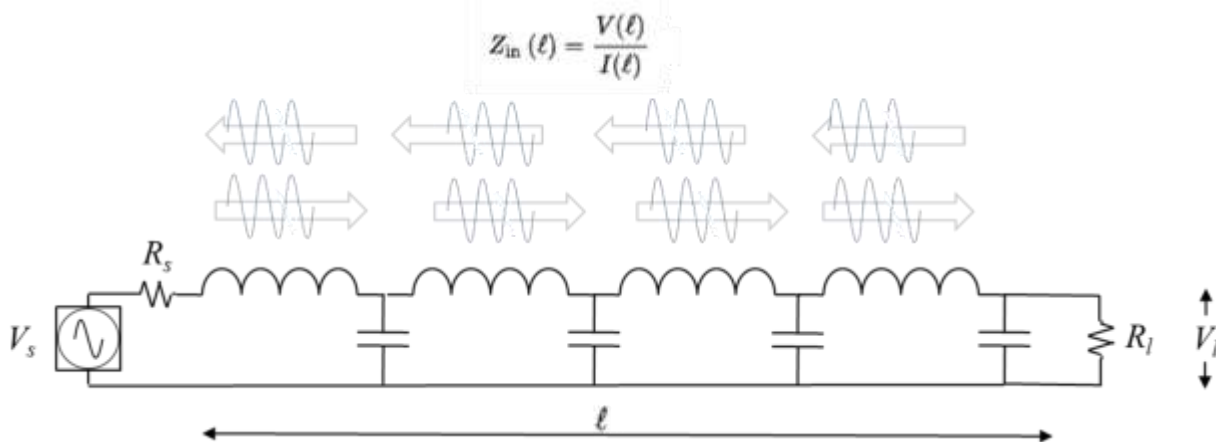 Z_in (ℓ) = V(ℓ) / I(ℓ)
R_s
V_s
R_l
V_l
ℓ